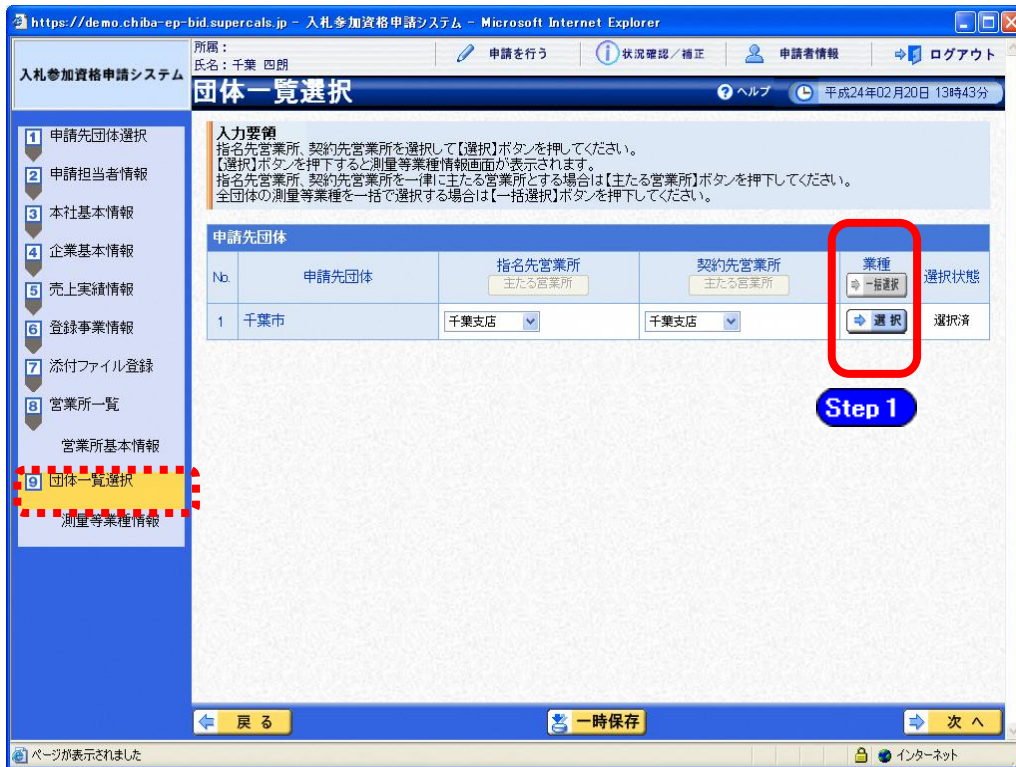 https://demo.chiba-ep-bid.supercals.jp - 入札参加資格申請システム - Microsoft Internet Explorer
入札参加資格申請システム
所属：
氏名：千葉 四朗
申請を行う
状況確認／補正
申請者情報
ログアウト
団体一覧選択
ヘルプ
平成24年02月20日 13時43分
1 申請先団体選択
2 申請担当者情報
3 本社基本情報
4 企業基本情報
5 売上実績情報
6 登録事業情報
7 添付ファイル登録
8 営業所一覧
営業所基本情報
9 団体一覧選択
測量等業種情報
入力要領
指名先営業所、契約先営業所を選択して【選択】ボタンを押してください。
【選択】ボタンを押下すると測量等業種情報画面が表示されます。
指名先営業所、契約先営業所を一律に主たる営業所とする場合は【主たる営業所】ボタンを押下してください。
全団体の測量等業種を一括で選択する場合は【一括選択】ボタンを押下してください。
申請先団体
No. 申請先団体 指名先営業所 契約先営業所 業種 選択状態
主たる営業所 主たる営業所 一括選択
1 千葉市 千葉支店 千葉支店 選択 選択済
Step 1
戻る
一時保存
次へ
ページが表示されました
インターネット